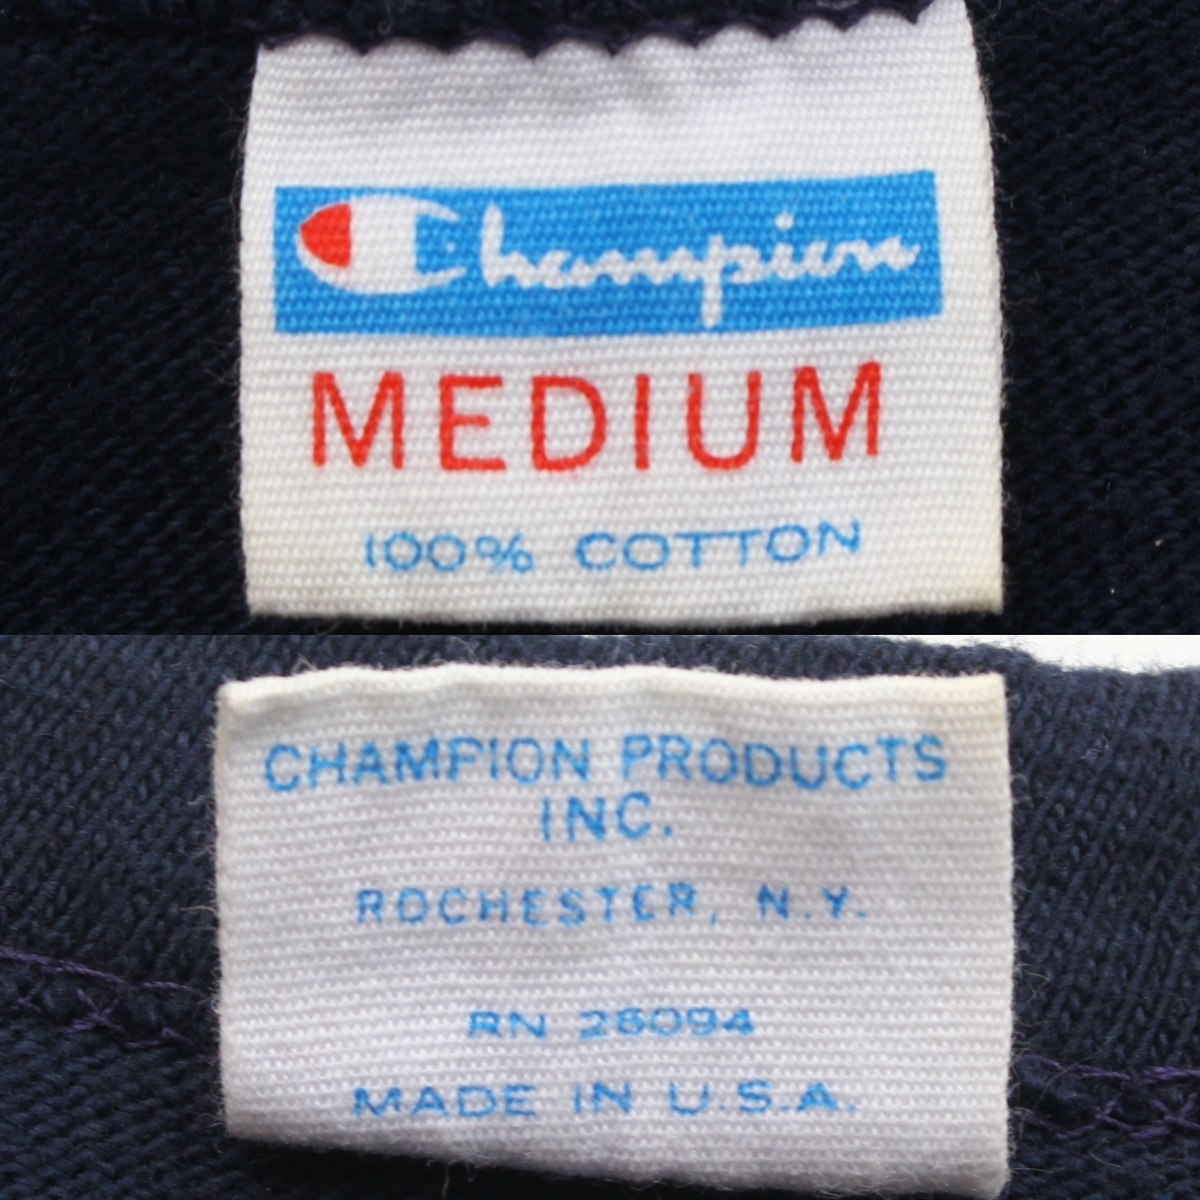 Champion
MEDIUM
100% COTTON
CHAMPION PRODUCTS
INC.
ROCHESTER, N.Y.
RN 26094
MADE IN U.S.A.